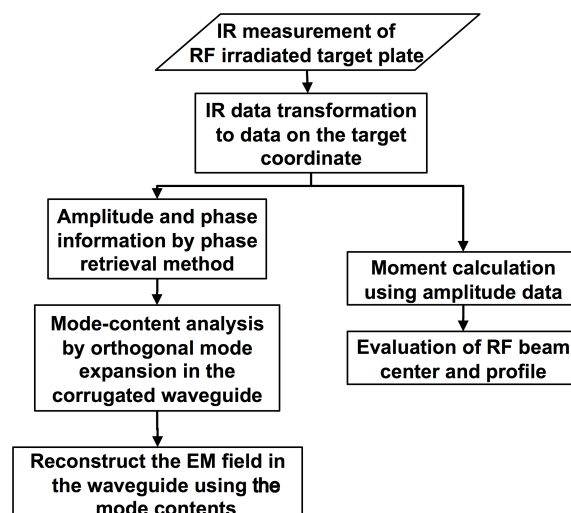 IR measurement of
RF irradiated target plate
IR data transformation
to data on the target
coordinate
Amplitude and phase
information by phase
retrieval method
Mode-content analysis
by orthogonal mode
expansion in the
corrugated waveguide
Reconstruct the EM field in
the waveguide using the
mode contents
Moment calculation
using amplitude data
Evaluation of RF beam
center and profile